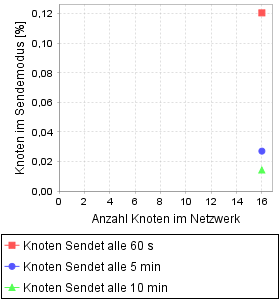 Knoten im Sendemodus [%]
0,12
0,10
0,08
0,06
0,04
0,02
0,00
0 2 4 6 8 10 12 14 16
Anzahl Knoten im Netzwerk
Knoten Sendet alle 60 s
Knoten Sendet alle 5 min
Knoten Sendet alle 10 min